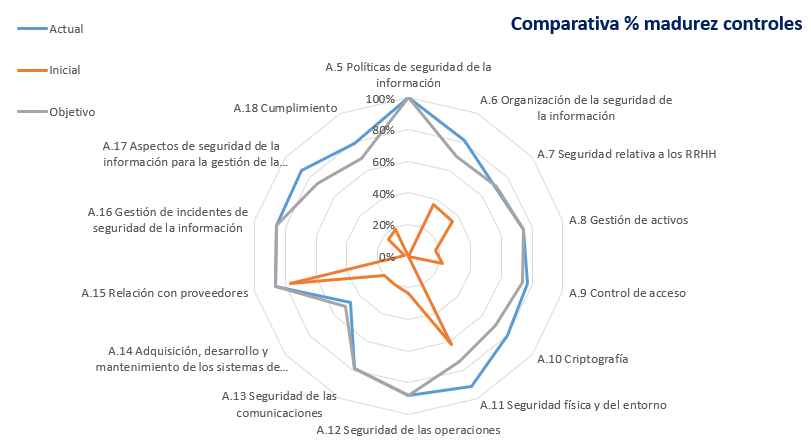 Comparativa % madurez controles
Actual
Inicial
Objetivo
A.5 Políticas de seguridad de la
información
A.6 Organización de la seguridad de
la información
A.7 Seguridad relativa a los RRHH
A.8 Gestión de activos
A.9 Control de acceso
A.10 Criptografía
A.11 Seguridad física y del entorno
A.12 Seguridad de las operaciones
A.13 Seguridad de las
comunicaciones
A.14 Adquisición, desarrollo y
mantenimiento de los sistemas de...
A.15 Relación con proveedores
A.16 Gestión de incidentes de
seguridad de la información
A.17 Aspectos de seguridad de la
información para la gestión de la...
A.18 Cumplimiento
100%
80%
60%
40%
20%
0%